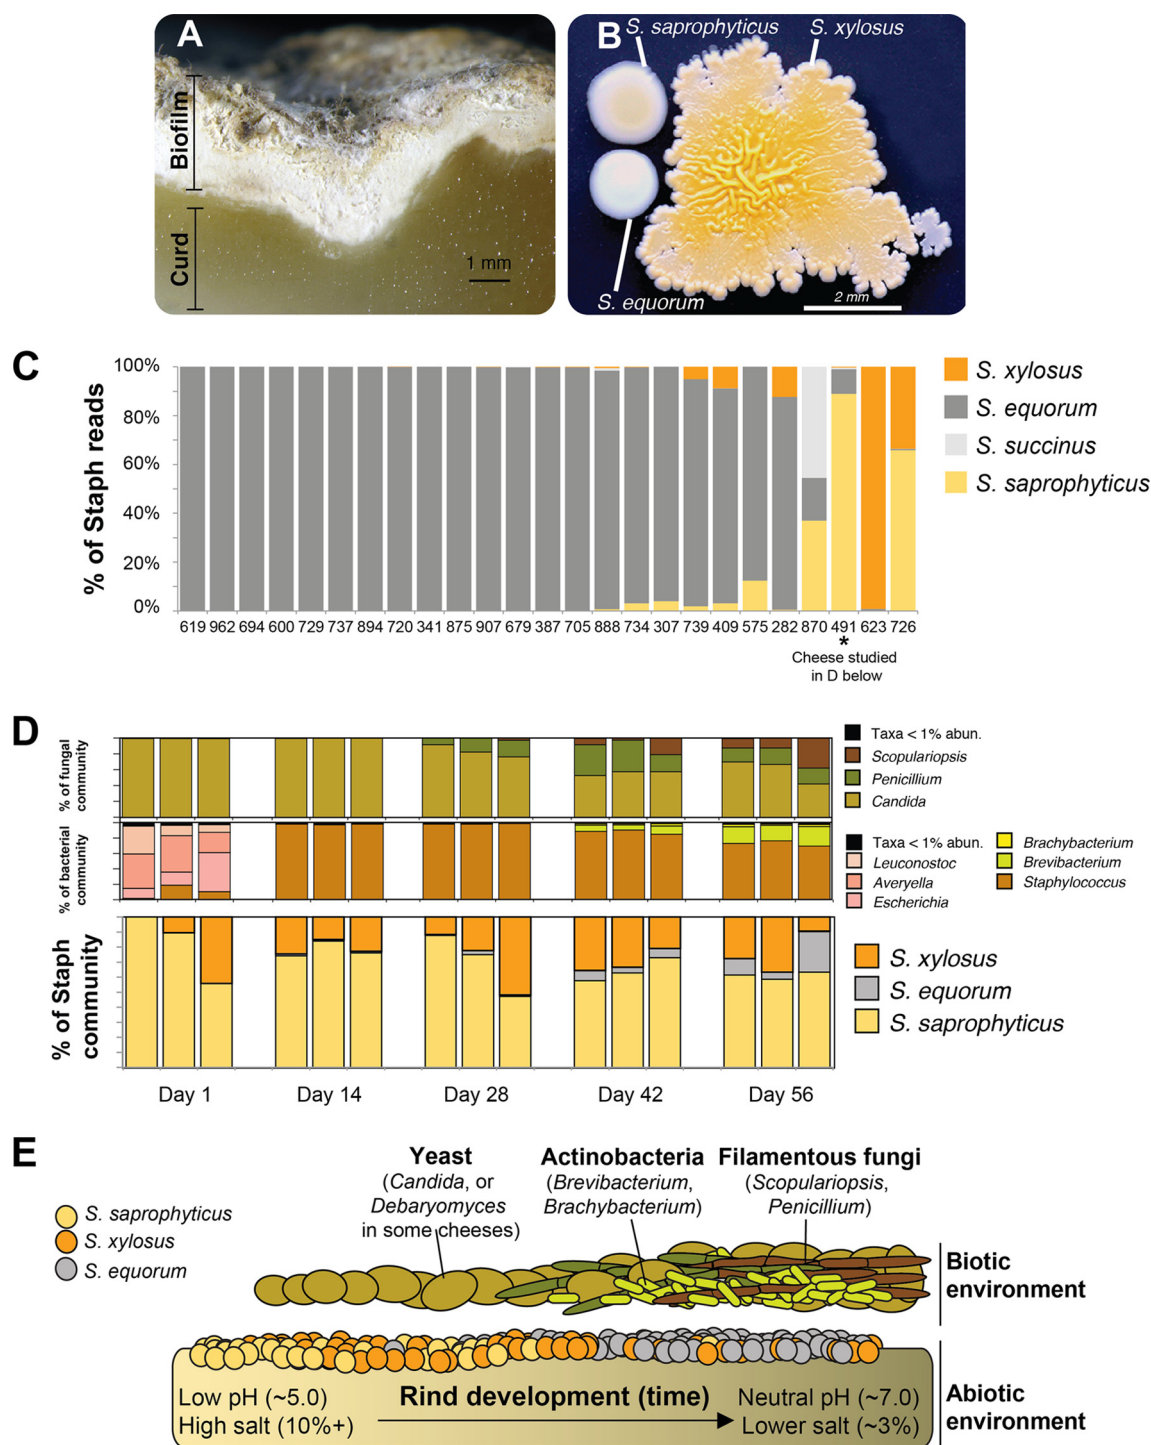 A
Biofilm
Curd
1 mm
B
S. saprophyticus
S. xylosus
S. equorum
2 mm
C
% of Staph reads
100%
80%
60%
40%
20%
0%
619 962 694 600 729 737 894 720 341 875 907 679 387 705 888 734 307 739 409 575 282 870 491 623 726
*
Cheese studied
in D below
S. xylosus
S. equorum
S. succinus
S. saprophyticus
D
% of fungal
community
Taxa < 1% abun.
Scopulariopsis
Penicillium
Candida
% of bacterial
community
Taxa < 1% abun.
Leuconostoc
Averyella
Escherichia
Brachybacterium
Brevibacterium
Staphylococcus
% of Staph
community
S. xylosus
S. equorum
S. saprophyticus
Day 1
Day 14
Day 28
Day 42
Day 56
E
S. saprophyticus
S. xylosus
S. equorum
Yeast
(Candida, or
Debaryomyces
in some cheeses)
Actinobacteria
(Brevibacterium,
Brachybacterium)
Filamentous fungi
(Scopulariopsis,
Penicillium)
Biotic
environment
Low pH (~5.0)
High salt (10%+)
Rind development (time)
Neutral pH (~7.0)
Lower salt (~3%)
Abiotic
environment